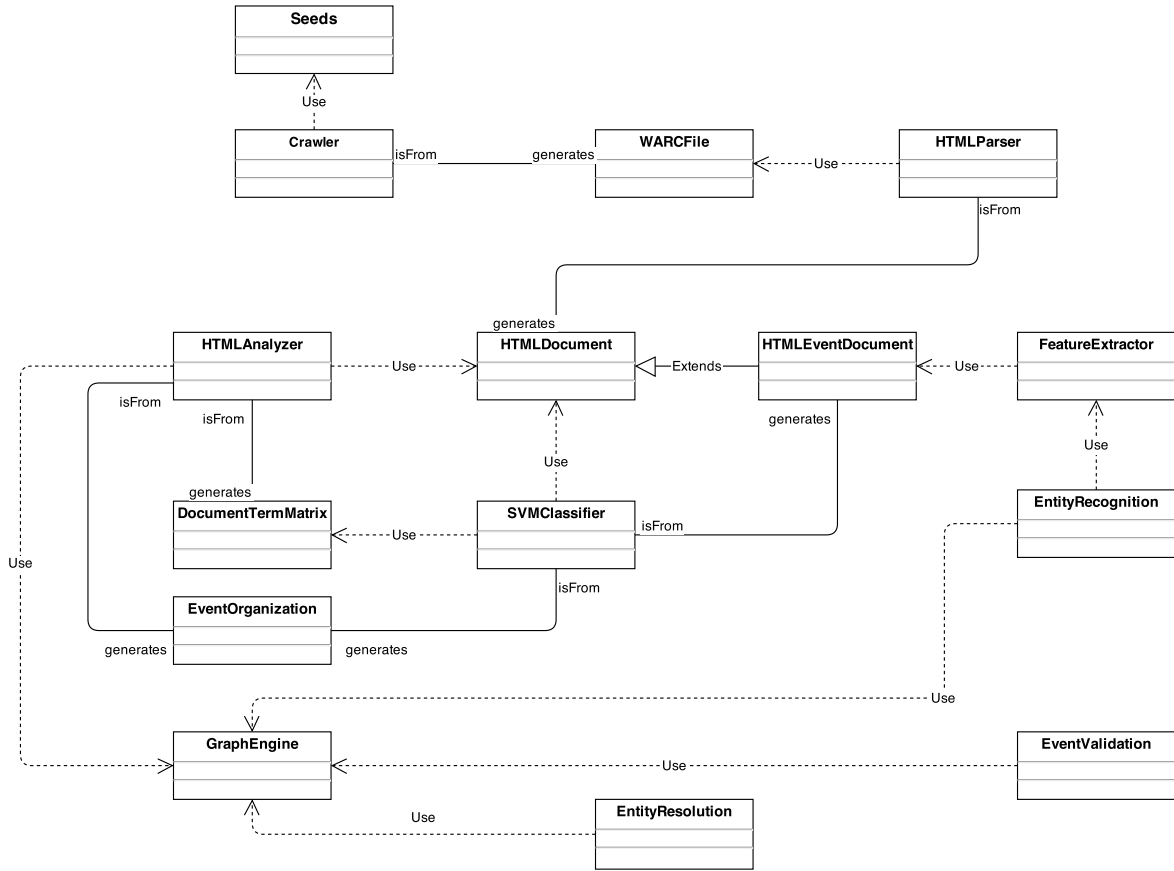 Seeds
Use
Crawler
isFrom
generates
WARCFile
Use
HTMLParser
isFrom
generates
HTMLAnalyzer
Use
HTMLDocument
Extends
HTMLEventDocument
Use
FeatureExtractor
isFrom
isFrom
generates
Use
Use
generates
DocumentTermMatrix
Use
SVMClassifier
isFrom
EntityRecognition
Use
isFrom
EventOrganization
generates
generates
Use
GraphEngine
Use
EventValidation
Use
EntityResolution